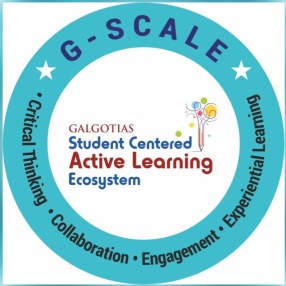 G-SCALE
GALGOTIAS
Student Centered
Active Learning
Ecosystem
• Critical Thinking • Collaboration • Engagement • Experiential Learning